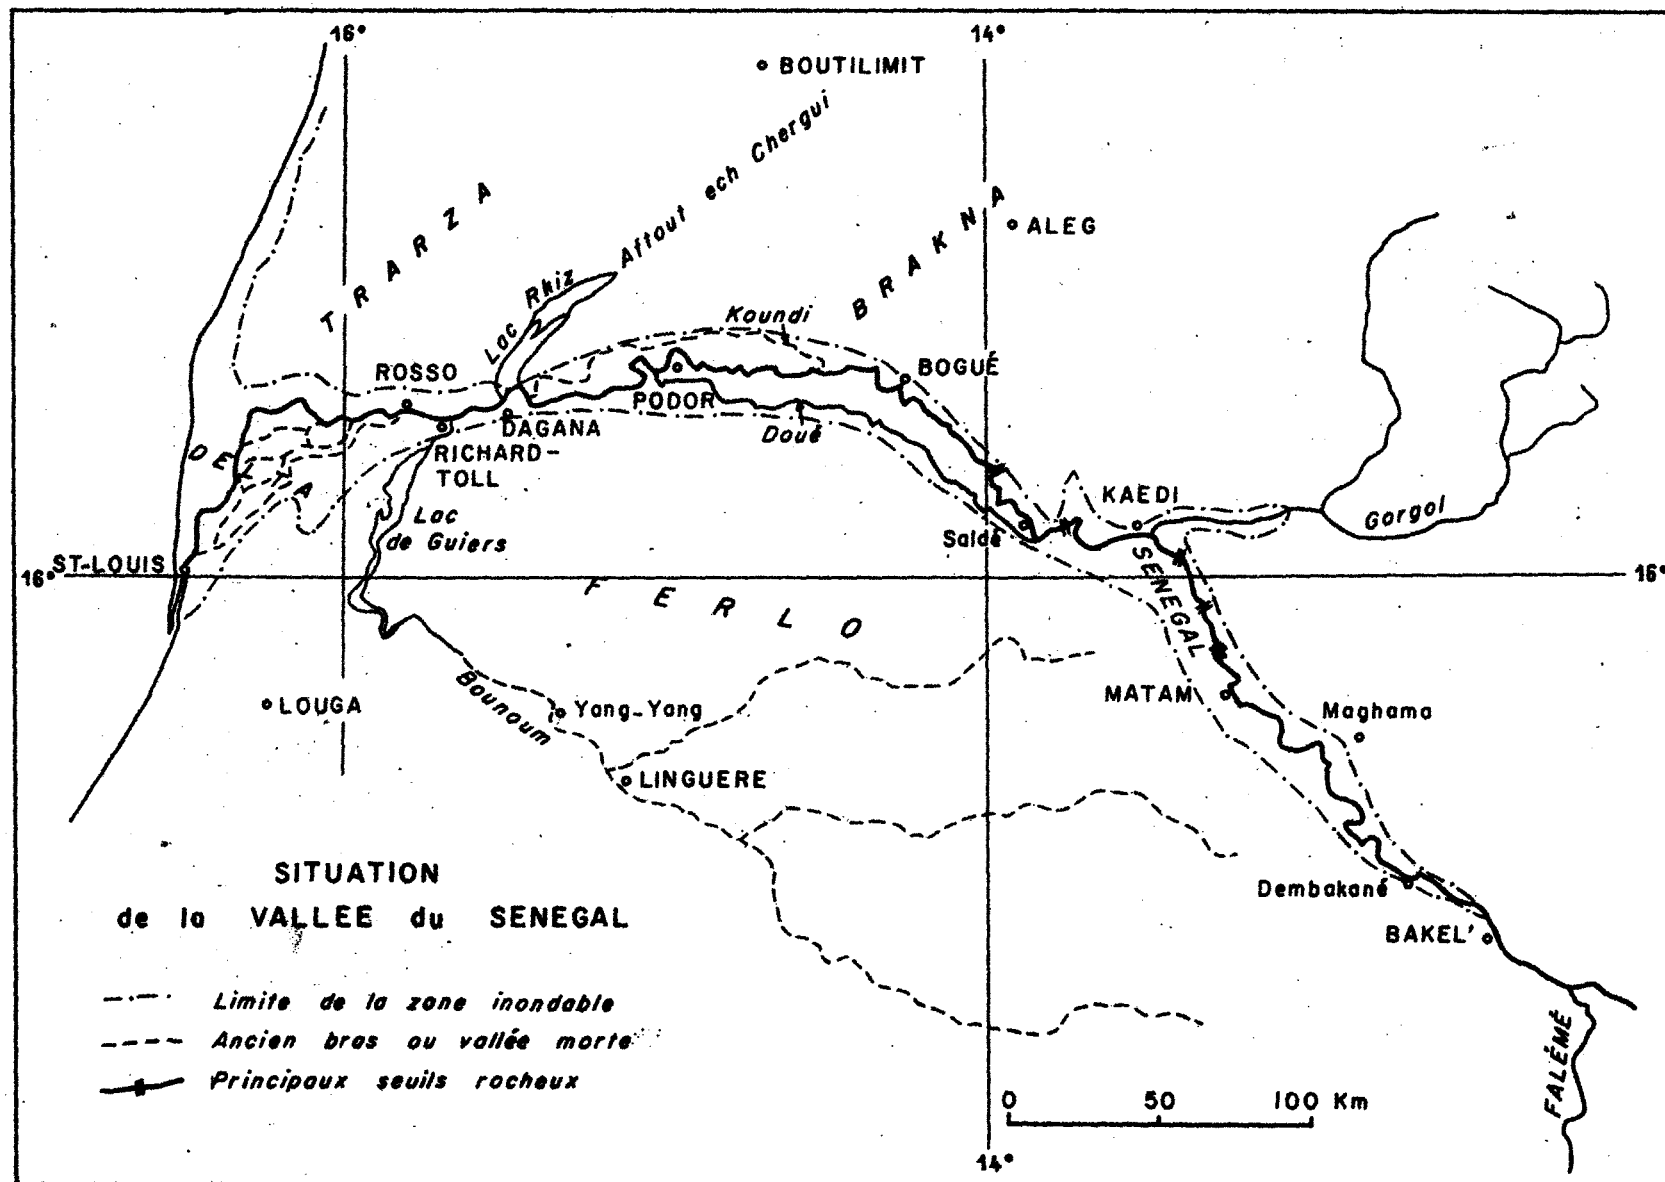 16°
14°
BOUTILIMIT
Aftout ech Chergui
TRARZA
BRAKNA
ALEG
Lac Rhiz
Koundi
ROSSO
BOGUÉ
PODOR
DAGANA
Doué
RICHARD-
TOLL
DELTA
KAEDI
Gorgol
Lac
de Guiers
Saldé
ST-LOUIS
16°
16°
SENEGAL
FERLO
MATAM
Maghama
LOUGA
Bounoum
Yang-Yang
LINGUERE
Dembakané
BAKEL
SITUATION
de la VALLEE du SENEGAL
Limite de la zone inondable
Ancien bras ou vallée morte
Principaux seuils rocheux
0 50 100 Km
FALÉMÉ
14°